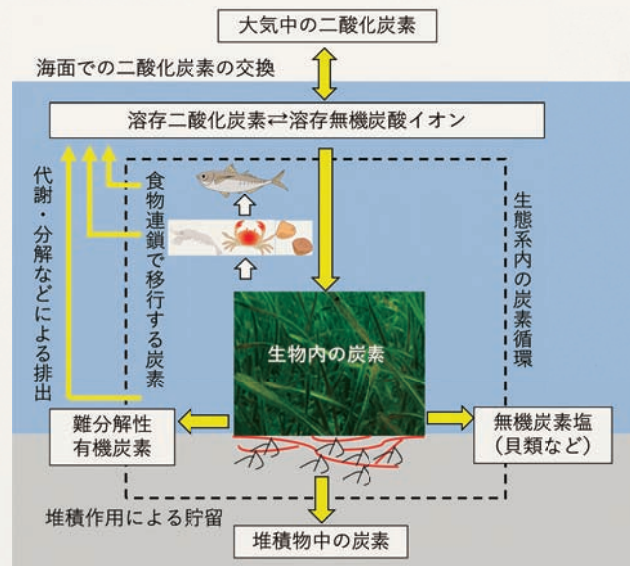 大気中の二酸化炭素
海面での二酸化炭素の交換
溶存二酸化炭素⇄溶存無機炭酸イオン
代謝・分解などによる排出
食物連鎖で移行する炭素
生態系内の炭素循環
生物内の炭素
難分解性
有機炭素
無機炭素塩
（貝類など）
堆積作用による貯留
堆積物中の炭素